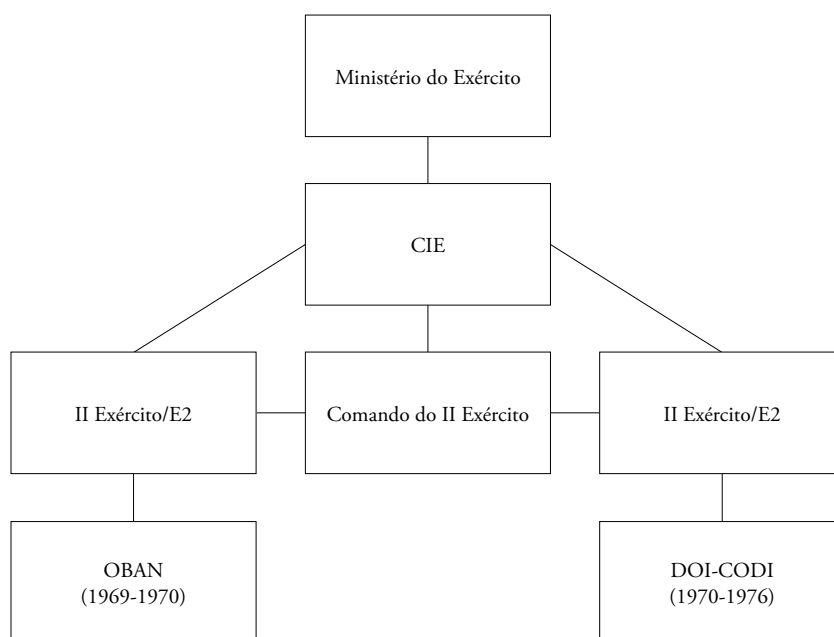 Ministério do Exército
CIE
II Exército/E2
Comando do II Exército
II Exército/E2
OBAN
(1969-1970)
DOI-CODI
(1970-1976)